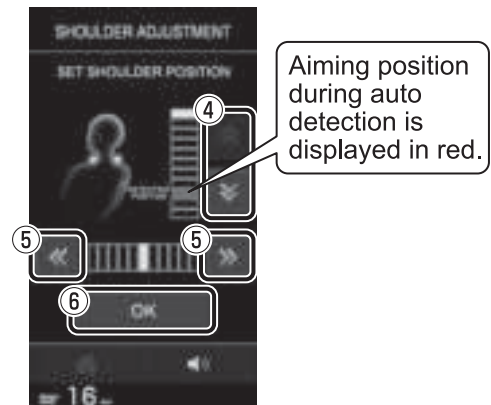 SHOULDER ADJUSTMENT
SET SHOULDER POSITION
④
Aiming position
during auto
detection is
displayed in red.
⑤
⑤
⑥
OK
16